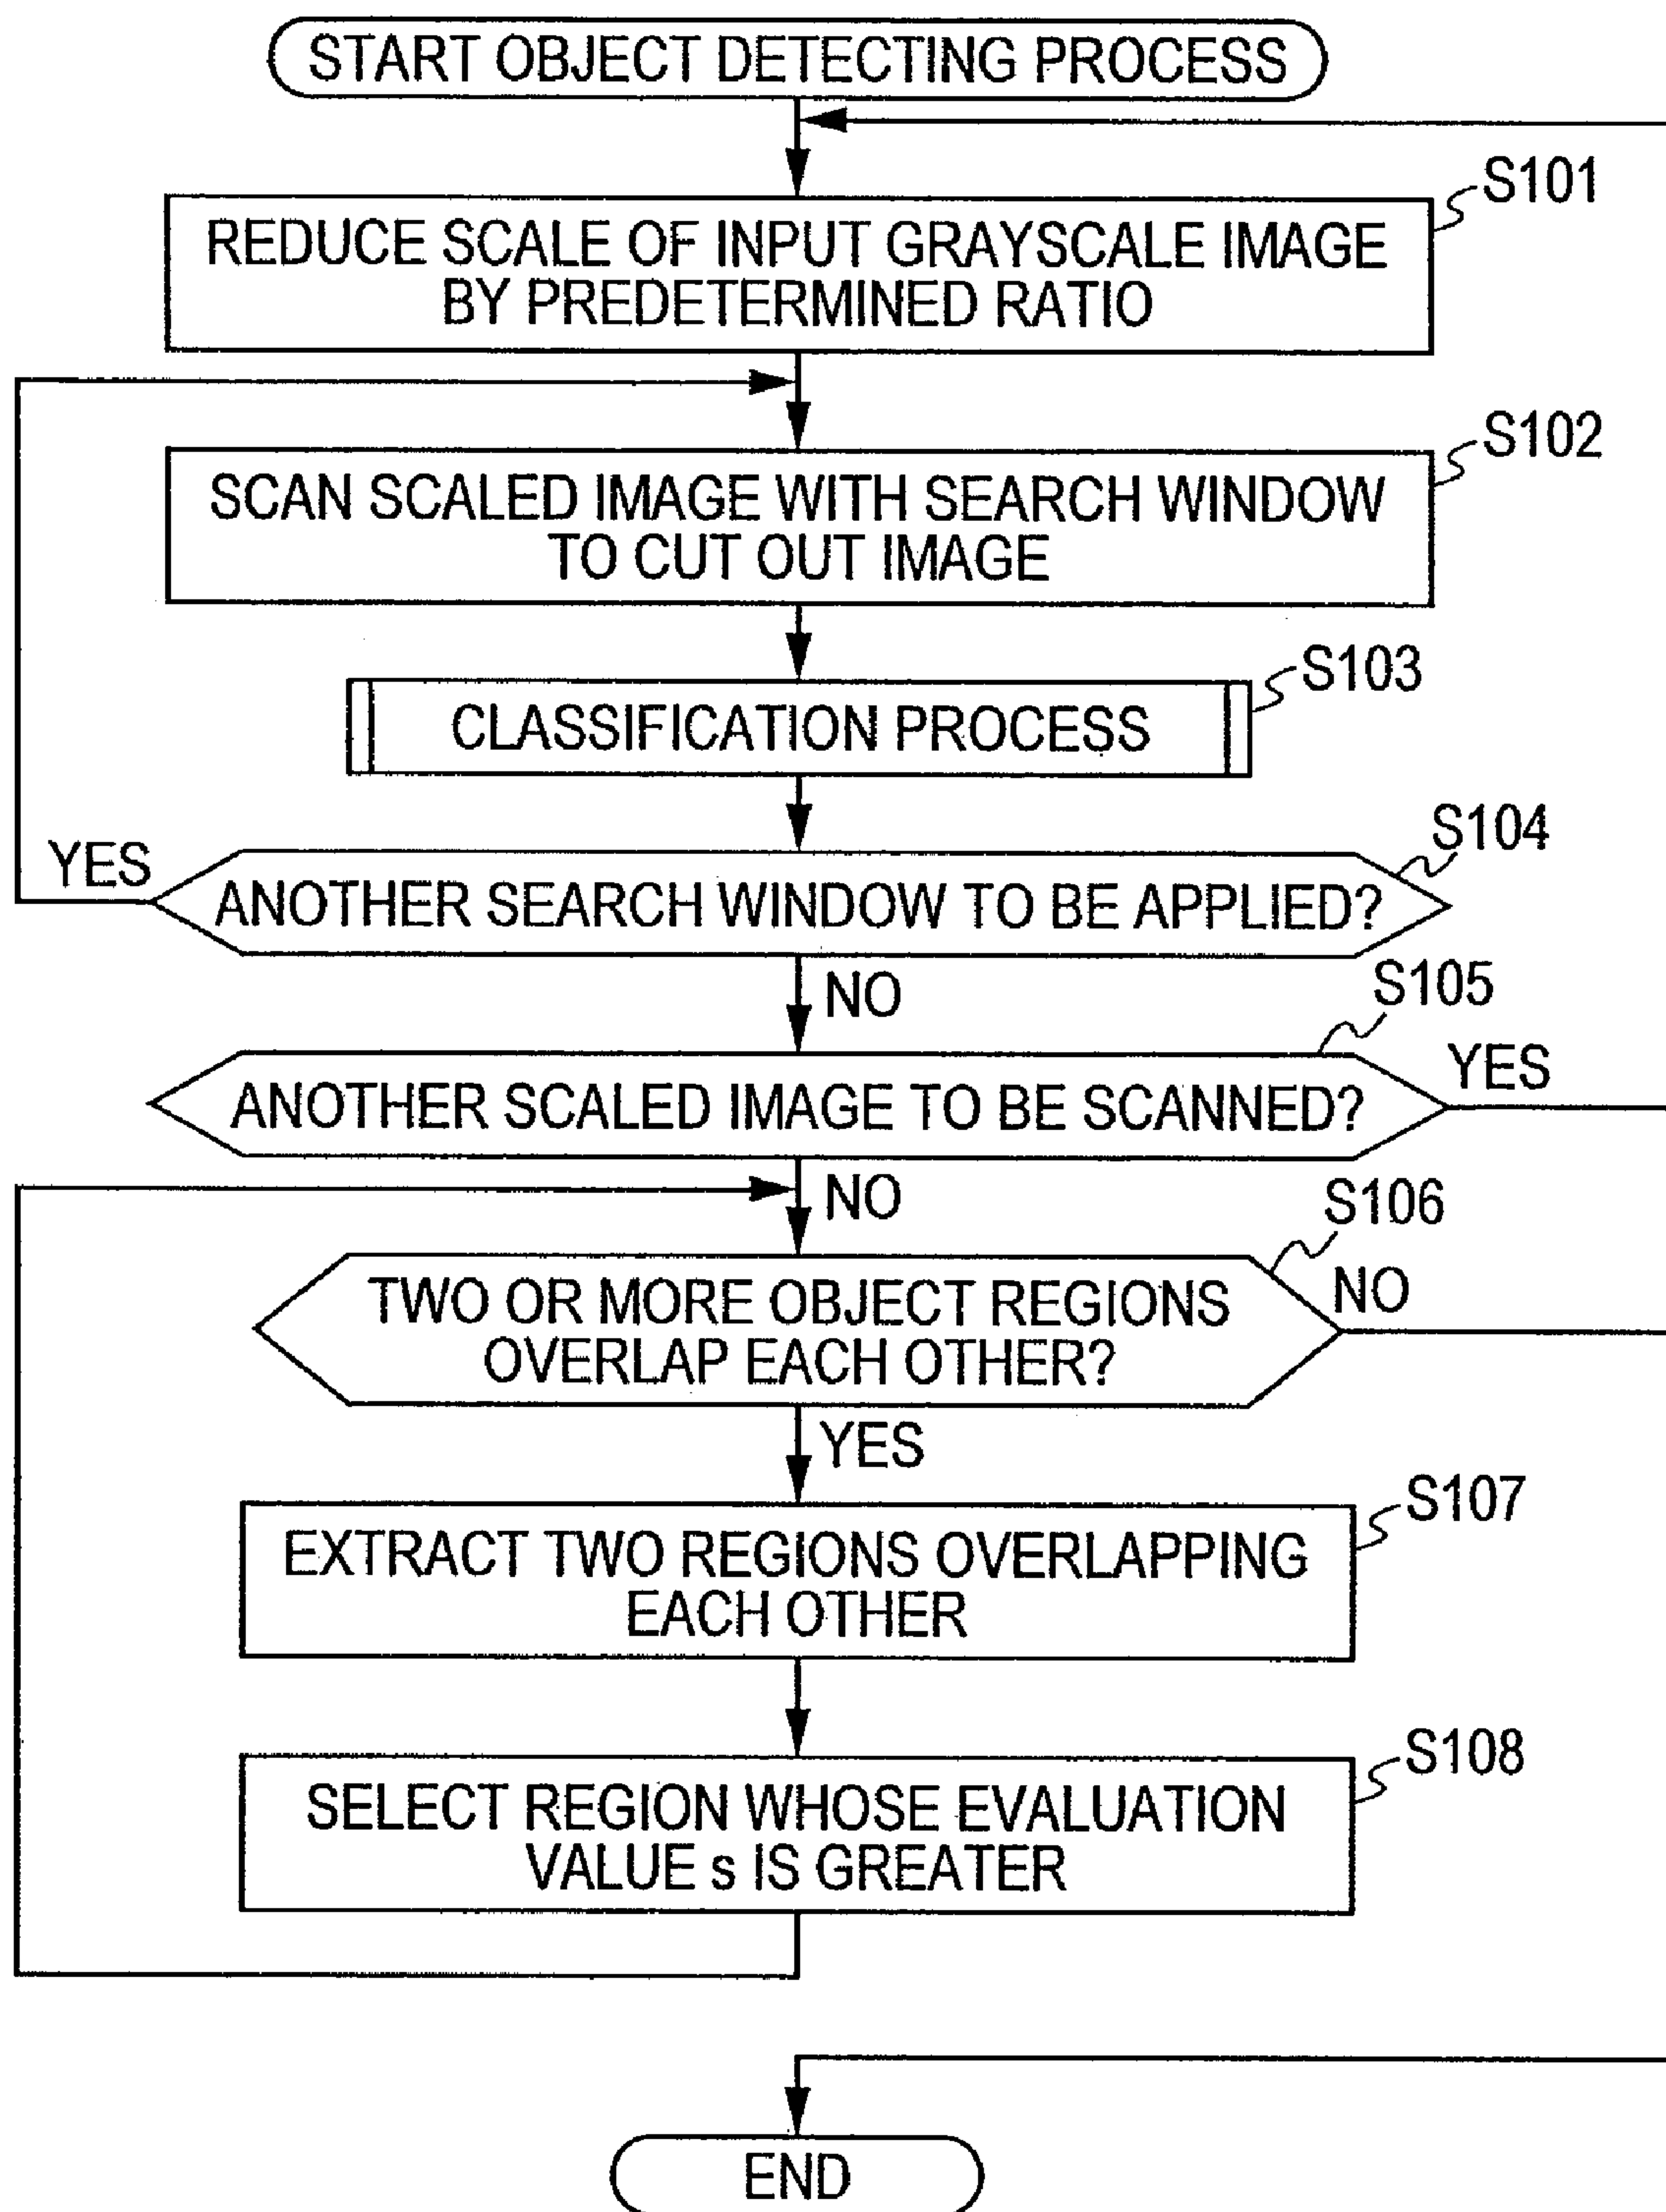 START OBJECT DETECTING PROCESS
S101
REDUCE SCALE OF INPUT GRAYSCALE IMAGE
BY PREDETERMINED RATIO
S102
SCAN SCALED IMAGE WITH SEARCH WINDOW
TO CUT OUT IMAGE
S103
CLASSIFICATION PROCESS
S104
YES
ANOTHER SEARCH WINDOW TO BE APPLIED?
NO
S105
YES
ANOTHER SCALED IMAGE TO BE SCANNED?
NO
S106
NO
TWO OR MORE OBJECT REGIONS
OVERLAP EACH OTHER?
YES
S107
EXTRACT TWO REGIONS OVERLAPPING
EACH OTHER
S108
SELECT REGION WHOSE EVALUATION
VALUE s IS GREATER
END